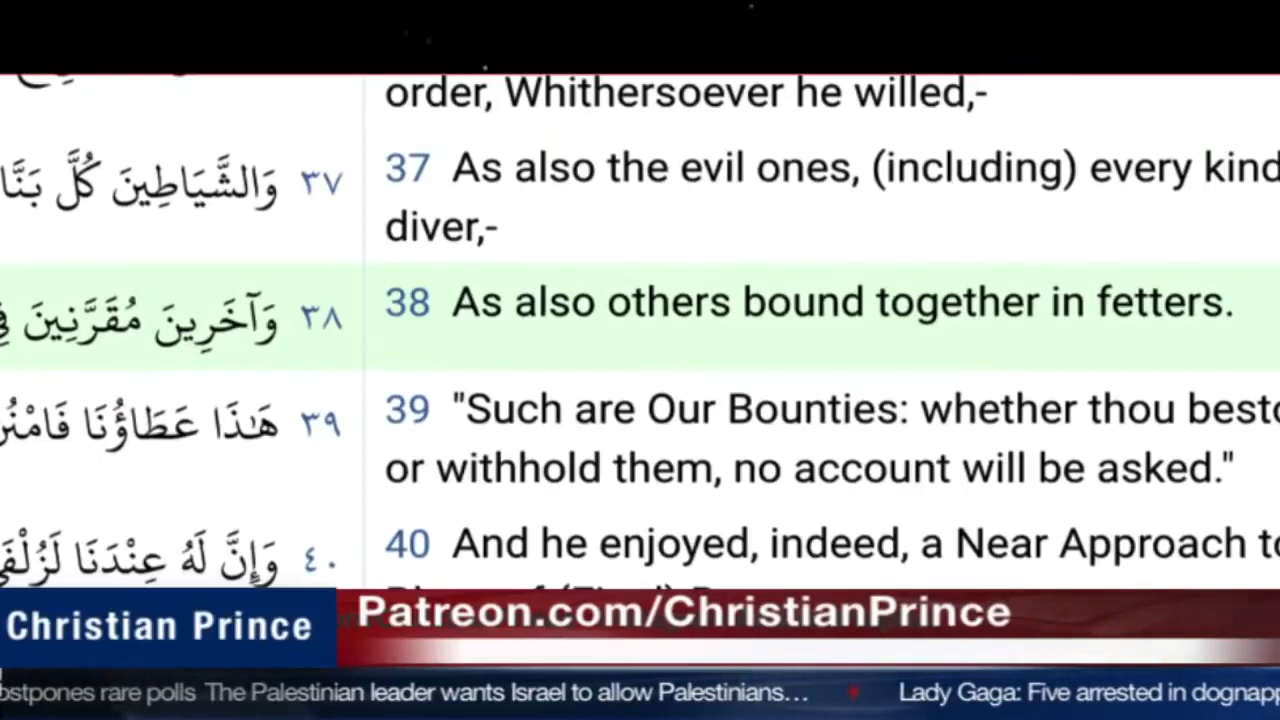 order, Whithersoever he willed,-
٣٧ وَالشَّيَاطِينَ كُلَّ بَنَّا
37 As also the evil ones, (including) every kind
diver,-
٣٨ وَآخَرِينَ مُقَرَّنِينَ فِي
38 As also others bound together in fetters.
٣٩ هَٰذَا عَطَاؤُنَا فَامْنُ
39 "Such are Our Bounties: whether thou besto
or withhold them, no account will be asked."
٤٠ وَإِنَّ لَهُ عِنْدَنَا لَزُلْفَىٰ
40 And he enjoyed, indeed, a Near Approach to
Christian Prince
Patreon.com/ChristianPrince
ostpones rare polls The Palestinian leader wants Israel to allow Palestinians... Lady Gaga: Five arrested in dognapp